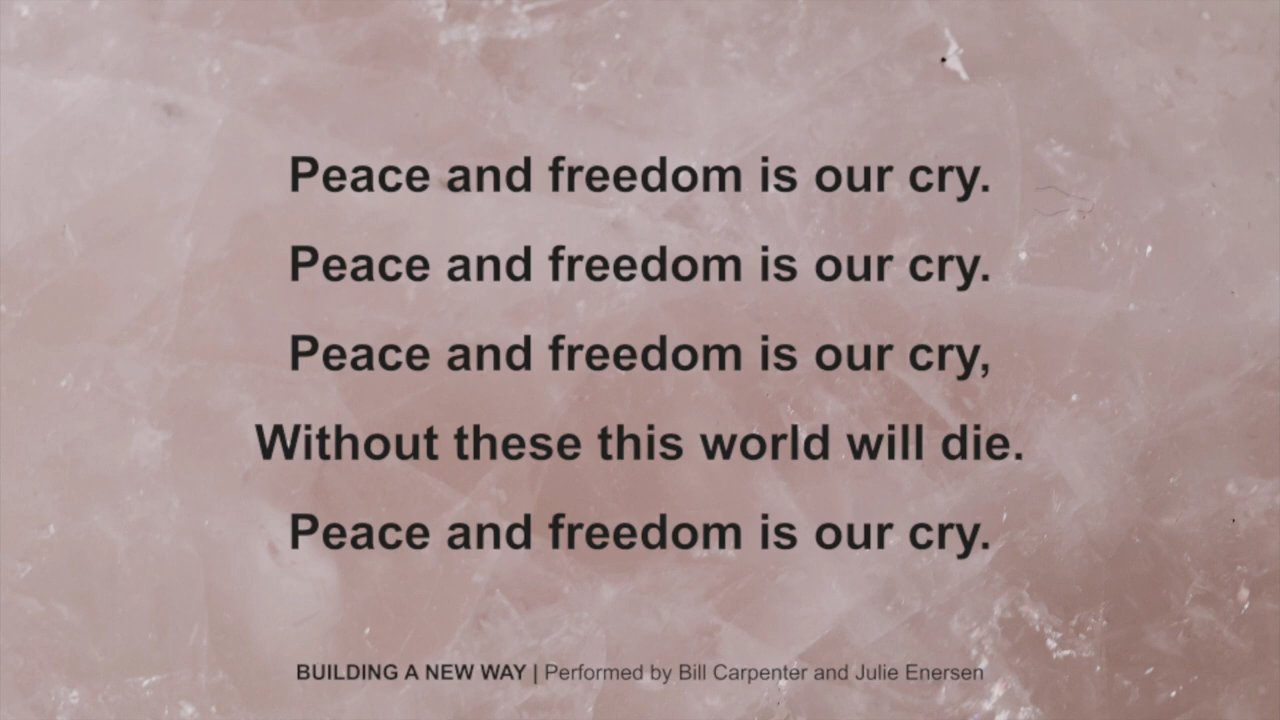 Peace and freedom is our cry.
Peace and freedom is our cry.
Peace and freedom is our cry,
Without these this world will die.
Peace and freedom is our cry.
BUILDING A NEW WAY | Performed by Bill Carpenter and Julie Enersen